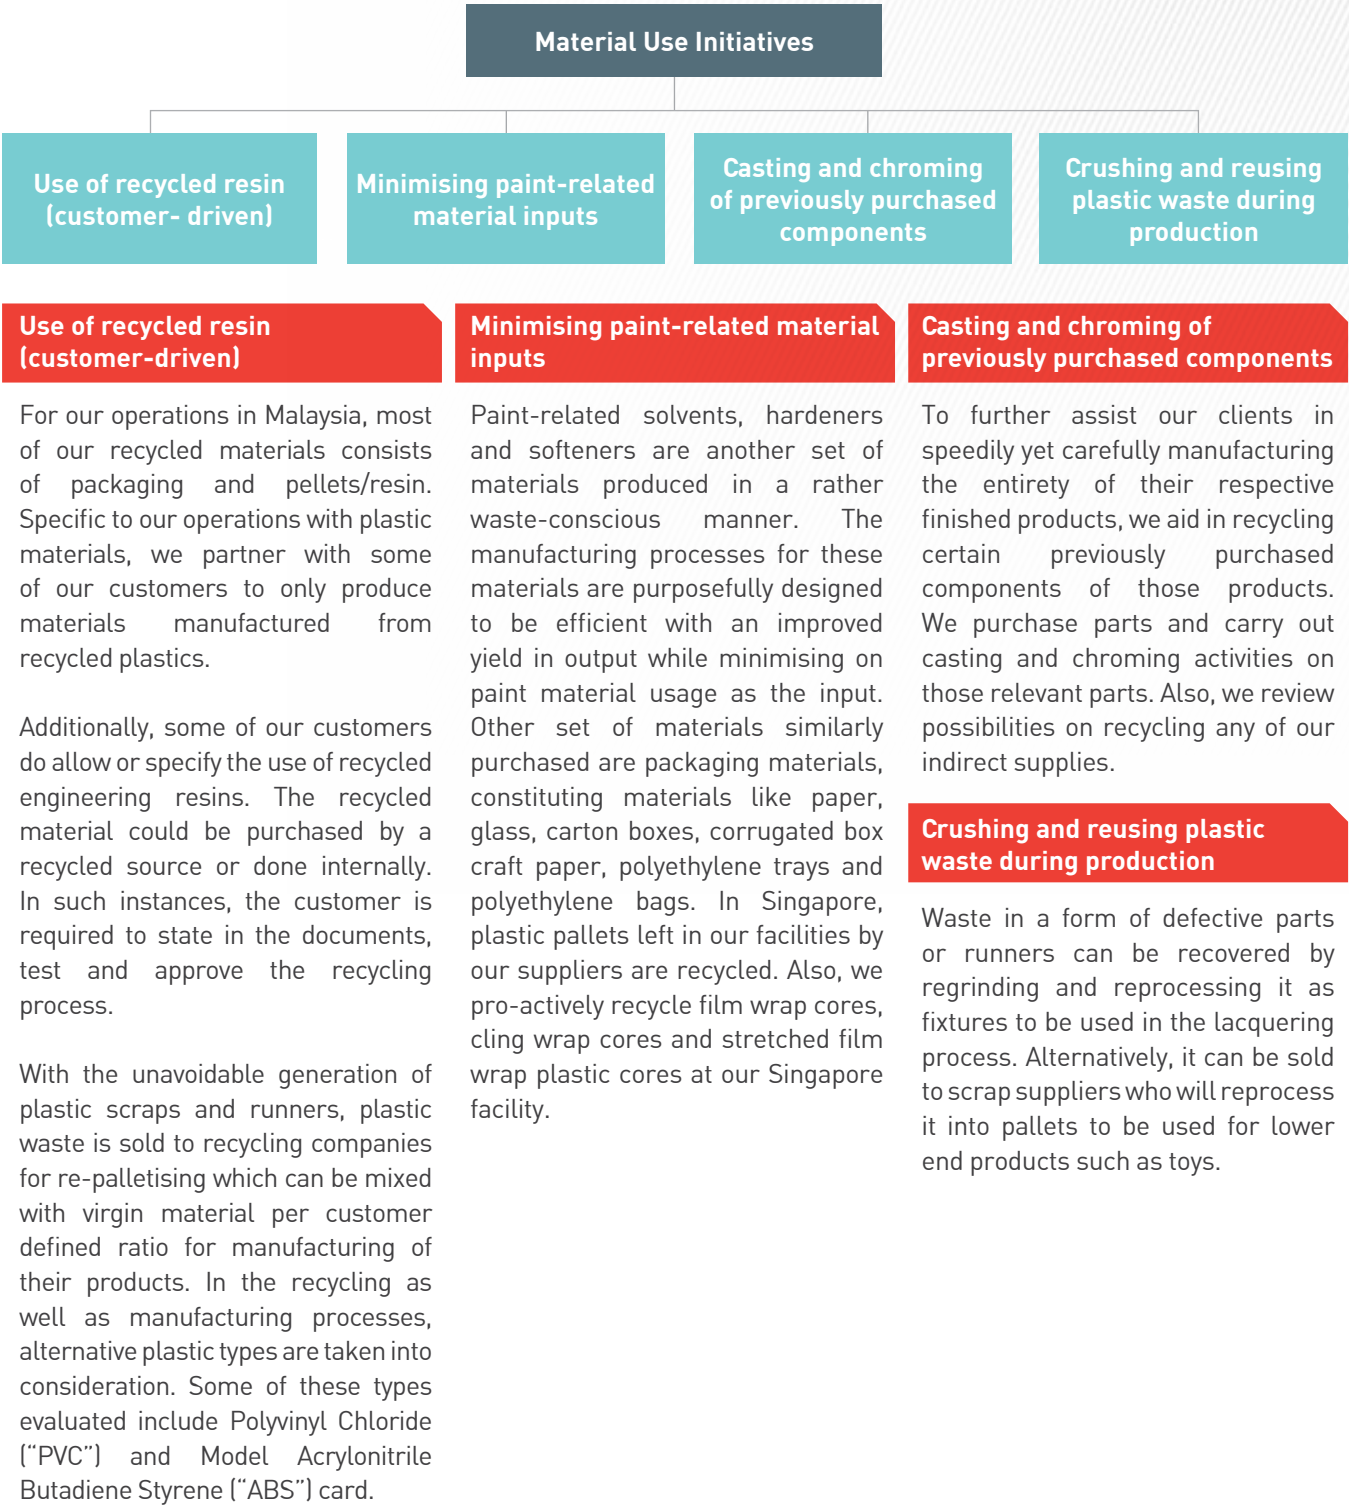 Material Use Initiatives
Use of recycled resin
(customer- driven)
Minimising paint-related
material inputs
Casting and chroming
of previously purchased
components
Crushing and reusing
plastic waste during
production
Use of recycled resin
(customer-driven)
For our operations in Malaysia, most
of our recycled materials consists
of packaging and pellets/resin.
Specific to our operations with plastic
materials, we partner with some
of our customers to only produce
materials manufactured from
recycled plastics.
Additionally, some of our customers
do allow or specify the use of recycled
engineering resins. The recycled
material could be purchased by a
recycled source or done internally.
In such instances, the customer is
required to state in the documents,
test and approve the recycling
process.
With the unavoidable generation of
plastic scraps and runners, plastic
waste is sold to recycling companies
for re-palletising which can be mixed
with virgin material per customer
defined ratio for manufacturing of
their products. In the recycling as
well as manufacturing processes,
alternative plastic types are taken into
consideration. Some of these types
evaluated include Polyvinyl Chloride
(“PVC”) and Model Acrylonitrile
Butadiene Styrene (“ABS”) card.
Minimising paint-related material
inputs
Paint-related solvents, hardeners
and softeners are another set of
materials produced in a rather
waste-conscious manner. The
manufacturing processes for these
materials are purposefully designed
to be efficient with an improved
yield in output while minimising on
paint material usage as the input.
Other set of materials similarly
purchased are packaging materials,
constituting materials like paper,
glass, carton boxes, corrugated box
craft paper, polyethylene trays and
polyethylene bags. In Singapore,
plastic pallets left in our facilities by
our suppliers are recycled. Also, we
pro-actively recycle film wrap cores,
cling wrap cores and stretched film
wrap plastic cores at our Singapore
facility.
Casting and chroming of
previously purchased components
To further assist our clients in
speedily yet carefully manufacturing
the entirety of their respective
finished products, we aid in recycling
certain previously purchased
components of those products.
We purchase parts and carry out
casting and chroming activities on
those relevant parts. Also, we review
possibilities on recycling any of our
indirect supplies.
Crushing and reusing plastic
waste during production
Waste in a form of defective parts
or runners can be recovered by
regrinding and reprocessing it as
fixtures to be used in the lacquering
process. Alternatively, it can be sold
to scrap suppliers who will reprocess
it into pallets to be used for lower
end products such as toys.